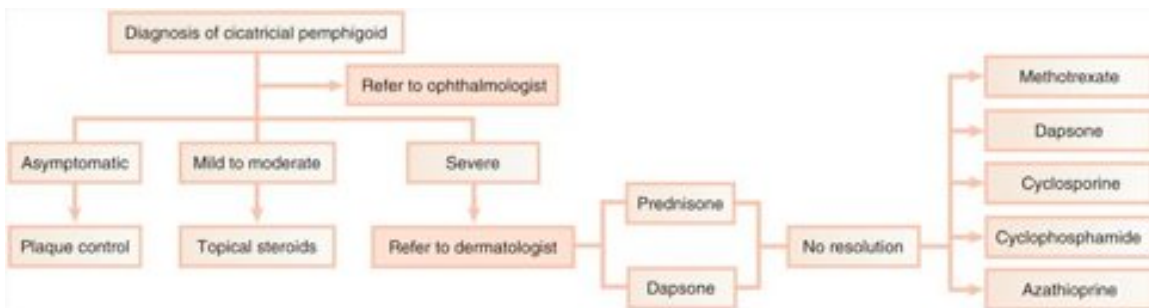 Diagnosis of cicatricial pemphigoid
Refer to ophthalmologist
Asymptomatic
Mild to moderate
Severe
Plaque control
Topical steroids
Refer to dermatologist
Prednisone
Dapsone
No resolution
Methotrexate
Dapsone
Cyclosporine
Cyclophosphamide
Azathioprine